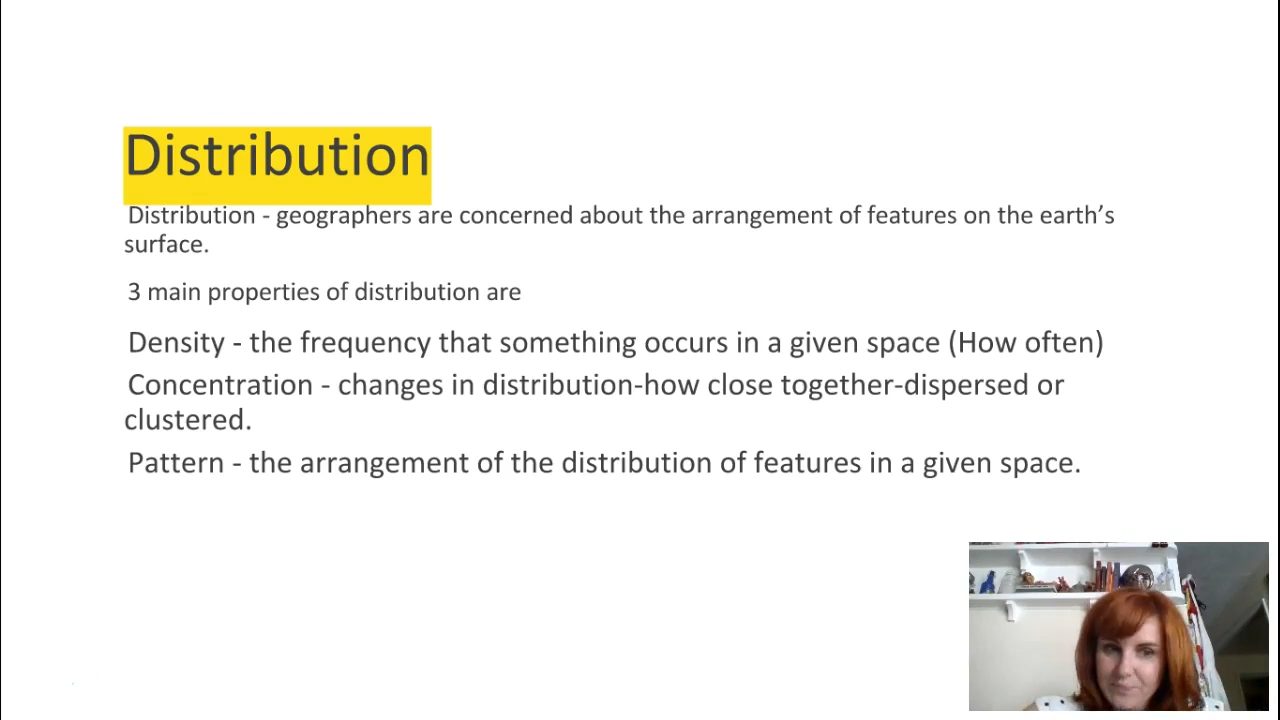 Distribution
Distribution - geographers are concerned about the arrangement of features on the earth’s
surface.
3 main properties of distribution are
Density - the frequency that something occurs in a given space (How often)
Concentration - changes in distribution-how close together-dispersed or
clustered.
Pattern - the arrangement of the distribution of features in a given space.